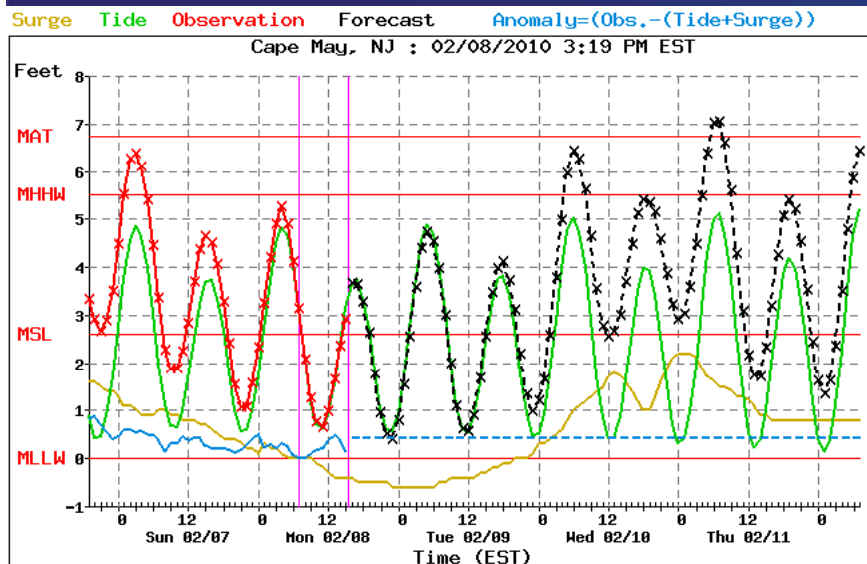 Surge Tide Observation Forecast Anomaly=(Obs.-(Tide+Surge))
Cape May, NJ : 02/08/2010 3:19 PM EST
Feet
8
7
MAT
6
MHHW
5
4
3
MSL
2
1
MLLW 0
-1
0 12 0 12 0 12 0 12 0 12 0
Sun 02/07 Mon 02/08 Tue 02/09 Wed 02/10 Thu 02/11
Time (EST)